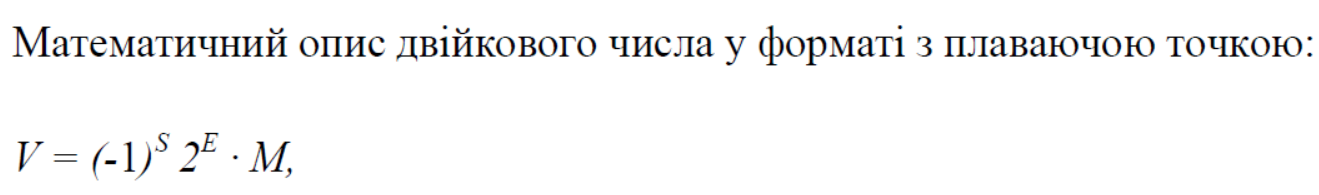 Математичний опис двійкового числа у форматі з плаваючою точкою:
V = (-1)^S 2^E · M,